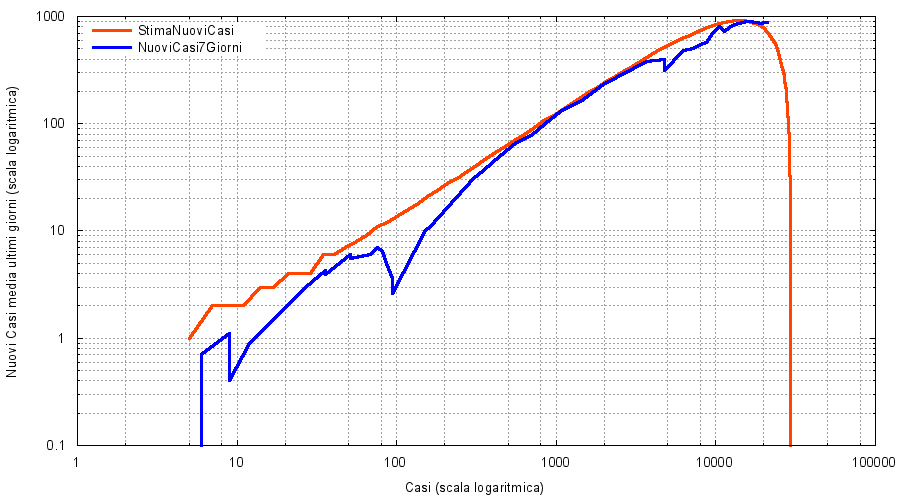 StimaNuoviCasi
NuoviCasi7Giorni
Nuovi Casi media ultimi giorni (scala logaritmica)
1000
100
10
1
0.1
1
10
100
1000
10000
100000
Casi (scala logaritmica)